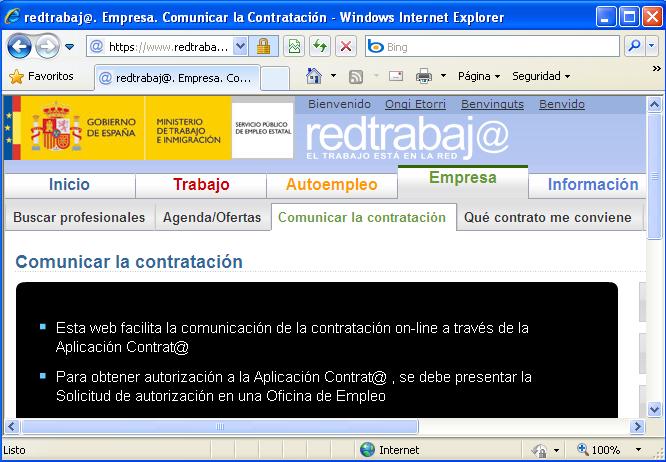 redtrabaj@. Empresa. Comunicar la Contratación - Windows Internet Explorer
https://www.redtraba...
Bing
Favoritos
redtrabaj@. Empresa. Co...
Página
Seguridad
Bienvenido Ongi Etorri Benvinguts Benvido
GOBIERNO
DE ESPAÑA
MINISTERIO
DE TRABAJO
E INMIGRACIÓN
SERVICIO PÚBLICO
DE EMPLEO ESTATAL
redtrabaj@
EL TRABAJO ESTÁ EN LA RED
Inicio Trabajo Autoempleo Empresa Información
Buscar profesionales Agenda/Ofertas Comunicar la contratación Qué contrato me conviene
Comunicar la contratación
Esta web facilita la comunicación de la contratación on-line a través de la
Aplicación Contrat@
Para obtener autorización a la Aplicación Contrat@ , se debe presentar la
Solicitud de autorización en una Oficina de Empleo
Listo
Internet
100%